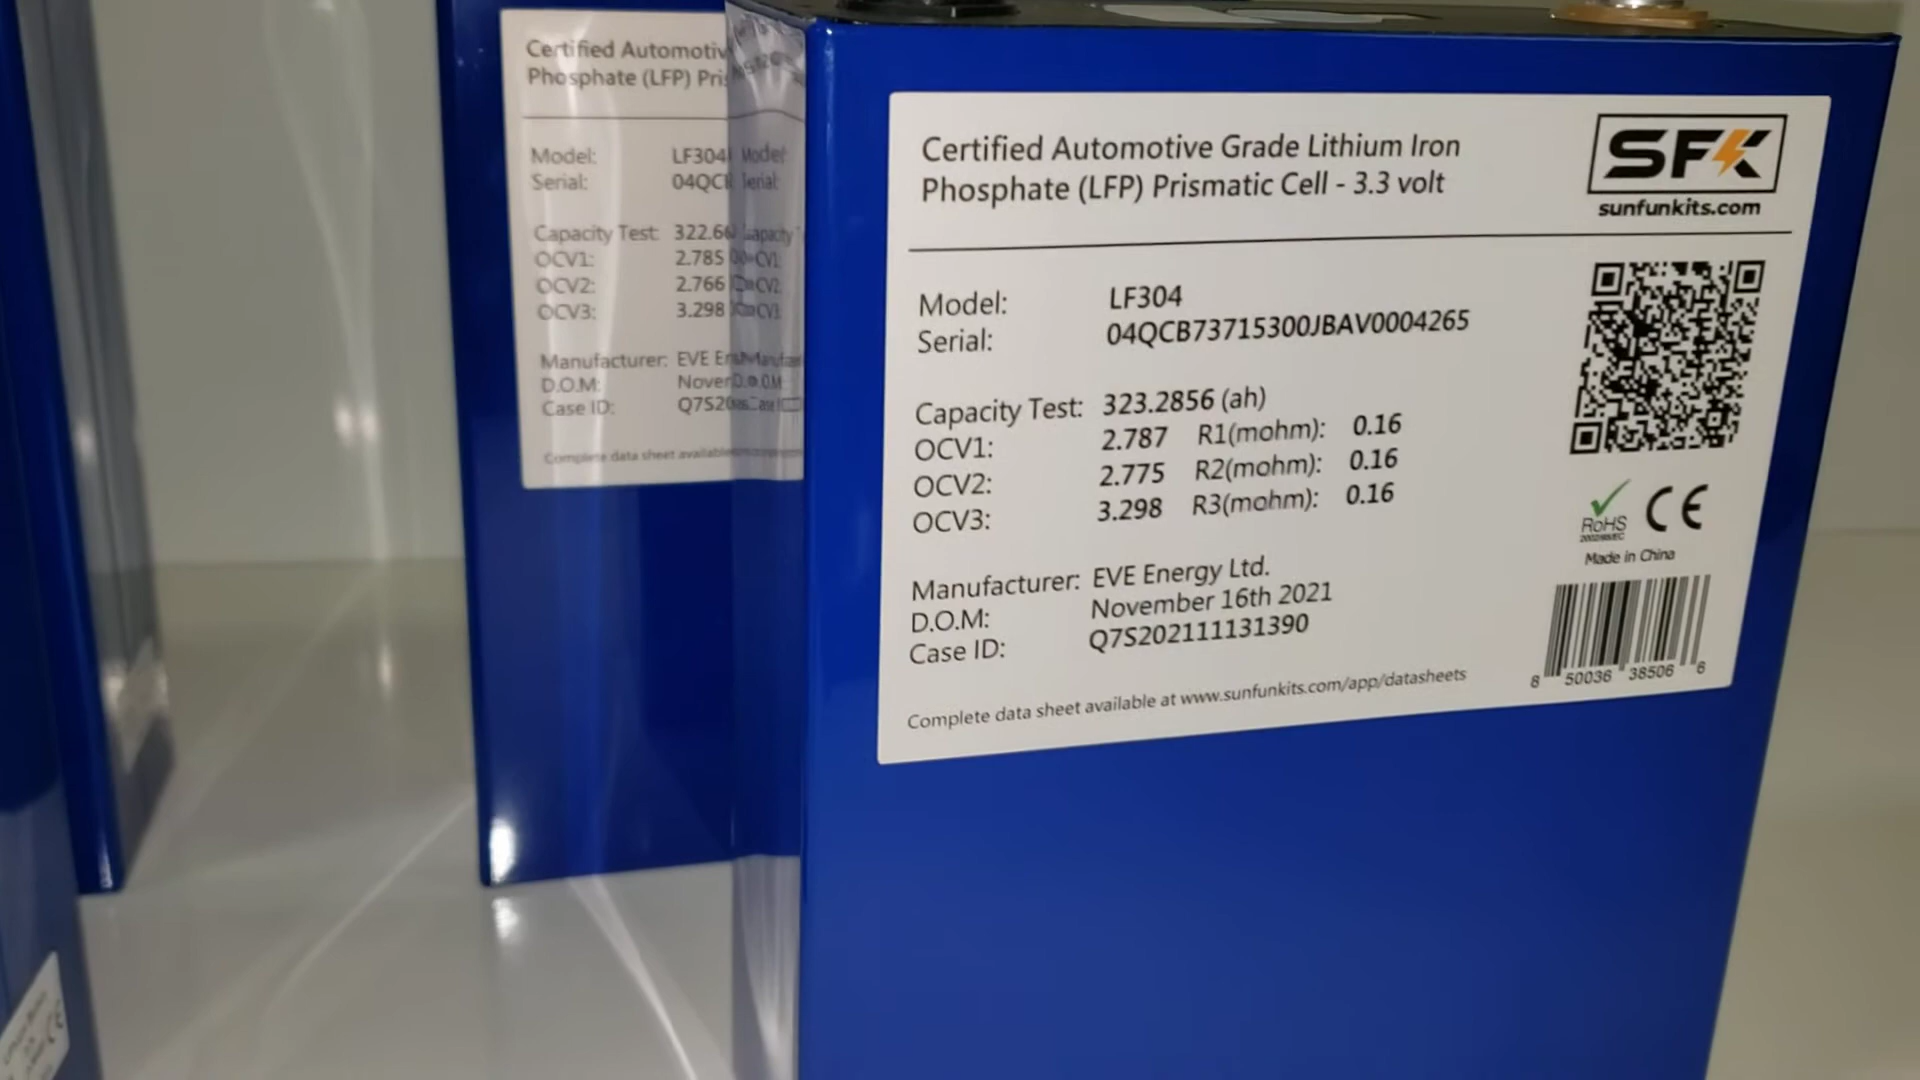 Certified Automotive Grade Lithium Iron
Phosphate (LFP) Prismatic Cell - 3.3 volt
SFK
sunfunkits.com
Model: LF304
Serial: 04QCB73715300JBAV0004265
Capacity Test: 323.2856 (ah)
OCV1: 2.787 R1(mohm): 0.16
OCV2: 2.775 R2(mohm): 0.16
OCV3: 3.298 R3(mohm): 0.16
RoHS
CE
Made in China
Manufacturer: EVE Energy Ltd.
D.O.M: November 16th 2021
Case ID: Q7S202111131390
8 50036 38506 6
Complete data sheet available at www.sunfunkits.com/app/datasheets
Certified Automotiv
Phosphate (LFP) Pris
Model: LF304
Serial: 04QC
Capacity Test: 322.66
OCV1: 2.785
OCV2: 2.766
OCV3: 3.298
Manufacturer: EVE
D.O.M:
Case ID: Q7S20
Complete data sheet available